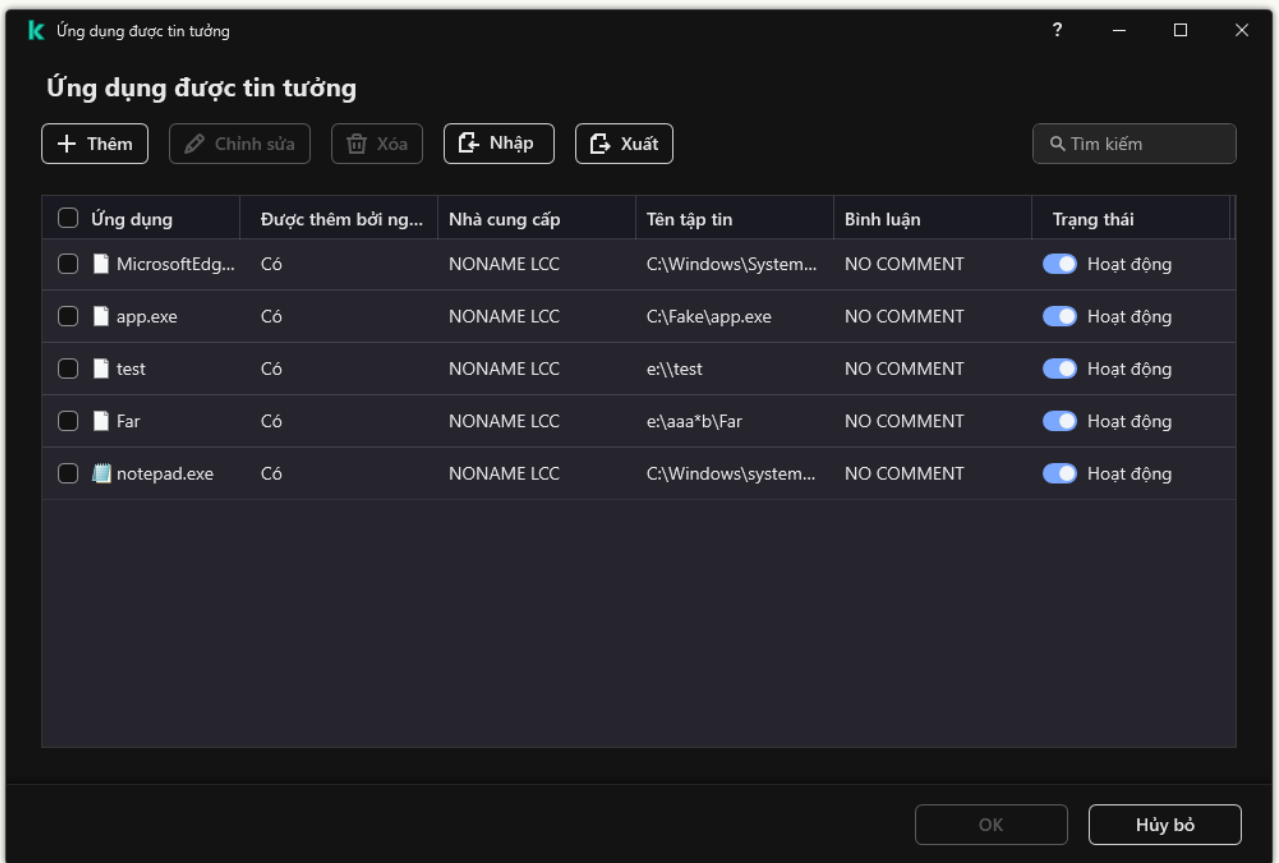 Ứng dụng được tin tưởng
?
Ứng dụng được tin tưởng
Thêm Chỉnh sửa Xóa Nhập Xuất Tìm kiếm
Ứng dụng Được thêm bởi ng... Nhà cung cấp Tên tập tin Bình luận Trạng thái
MicrosoftEdg... Có NONAME LCC C:\Windows\System... NO COMMENT Hoạt động
app.exe Có NONAME LCC C:\Fake\app.exe NO COMMENT Hoạt động
test Có NONAME LCC e:\\test NO COMMENT Hoạt động
Far Có NONAME LCC e:\aaa*b\Far NO COMMENT Hoạt động
notepad.exe Có NONAME LCC C:\Windows\system... NO COMMENT Hoạt động
OK Hủy bỏ